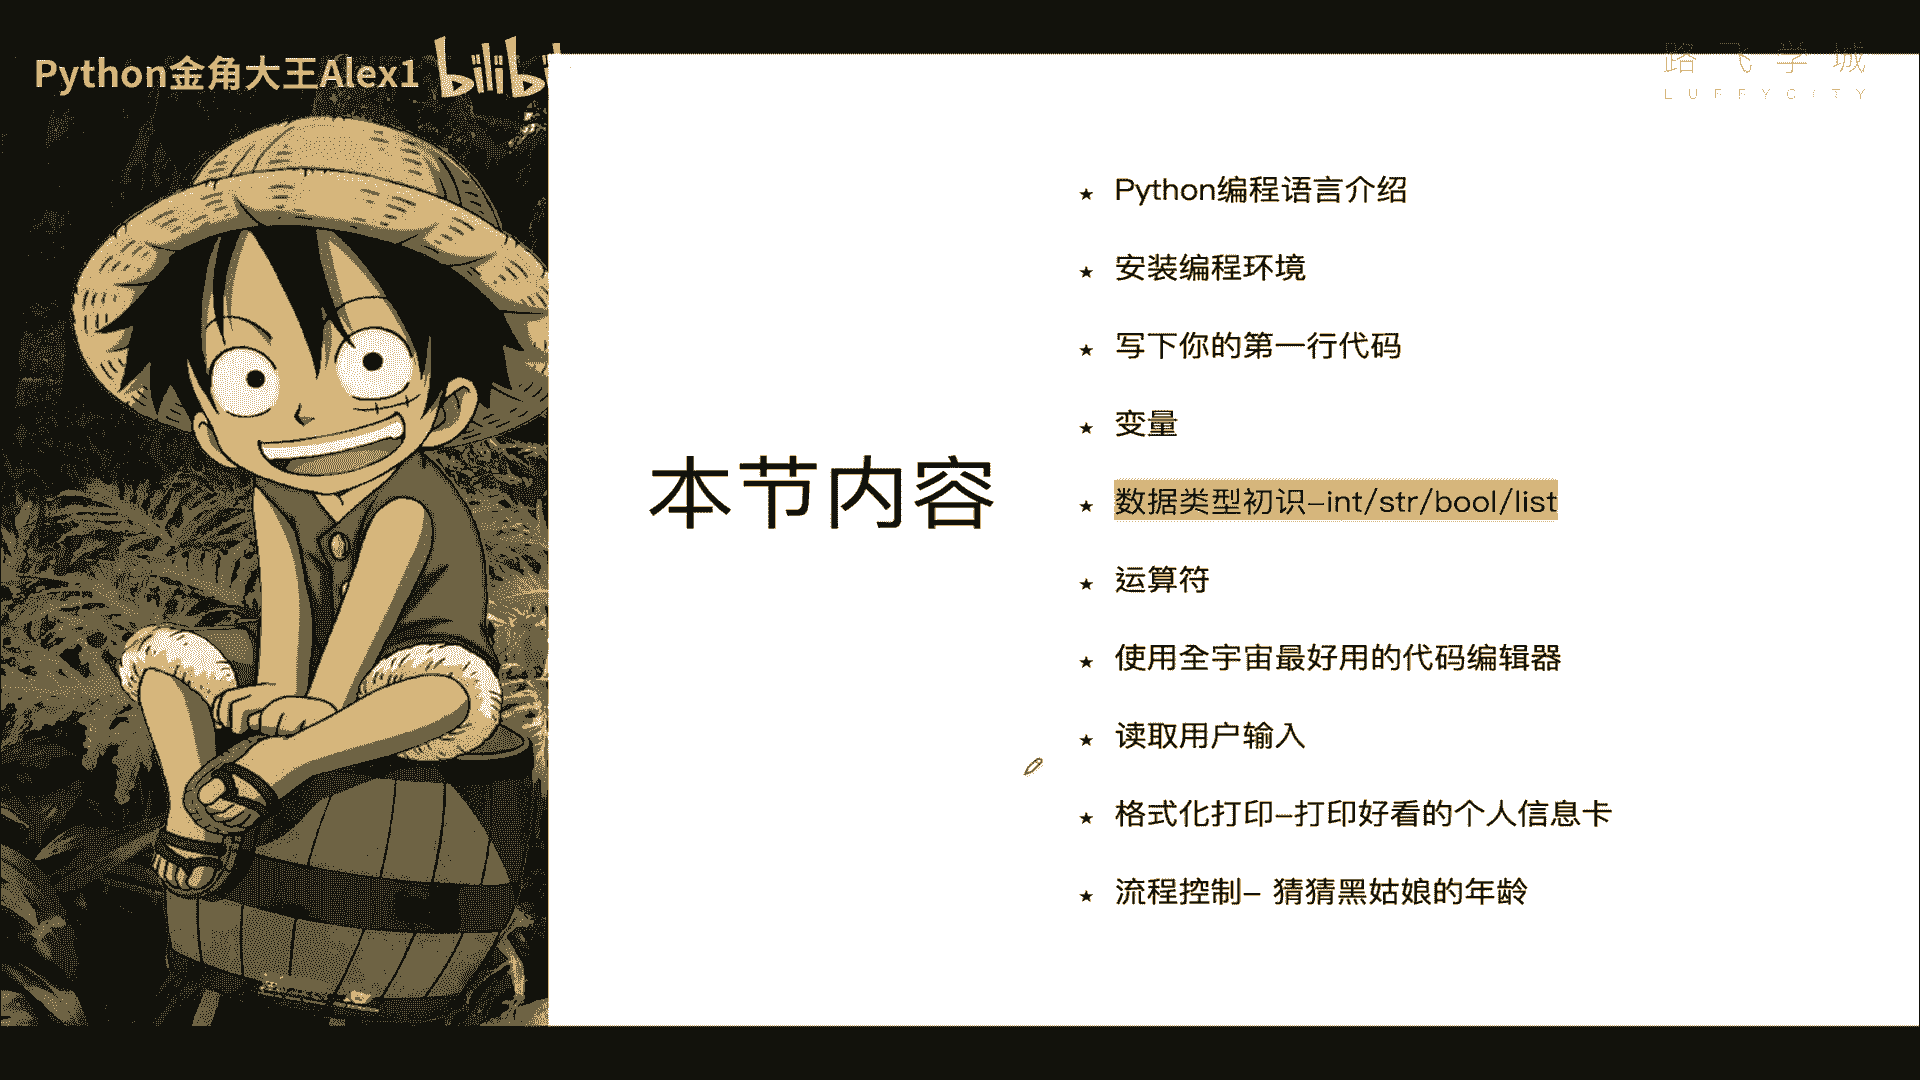 Python金角大王Alex1
路飞学城
LUFFYCITY
本节内容
Python编程语言介绍
安装编程环境
写下你的第一行代码
变量
数据类型初识-int/str/bool/list
运算符
使用全宇宙最好用的代码编辑器
读取用户输入
格式化打印-打印好看的个人信息卡
流程控制- 猜猜黑姑娘的年龄